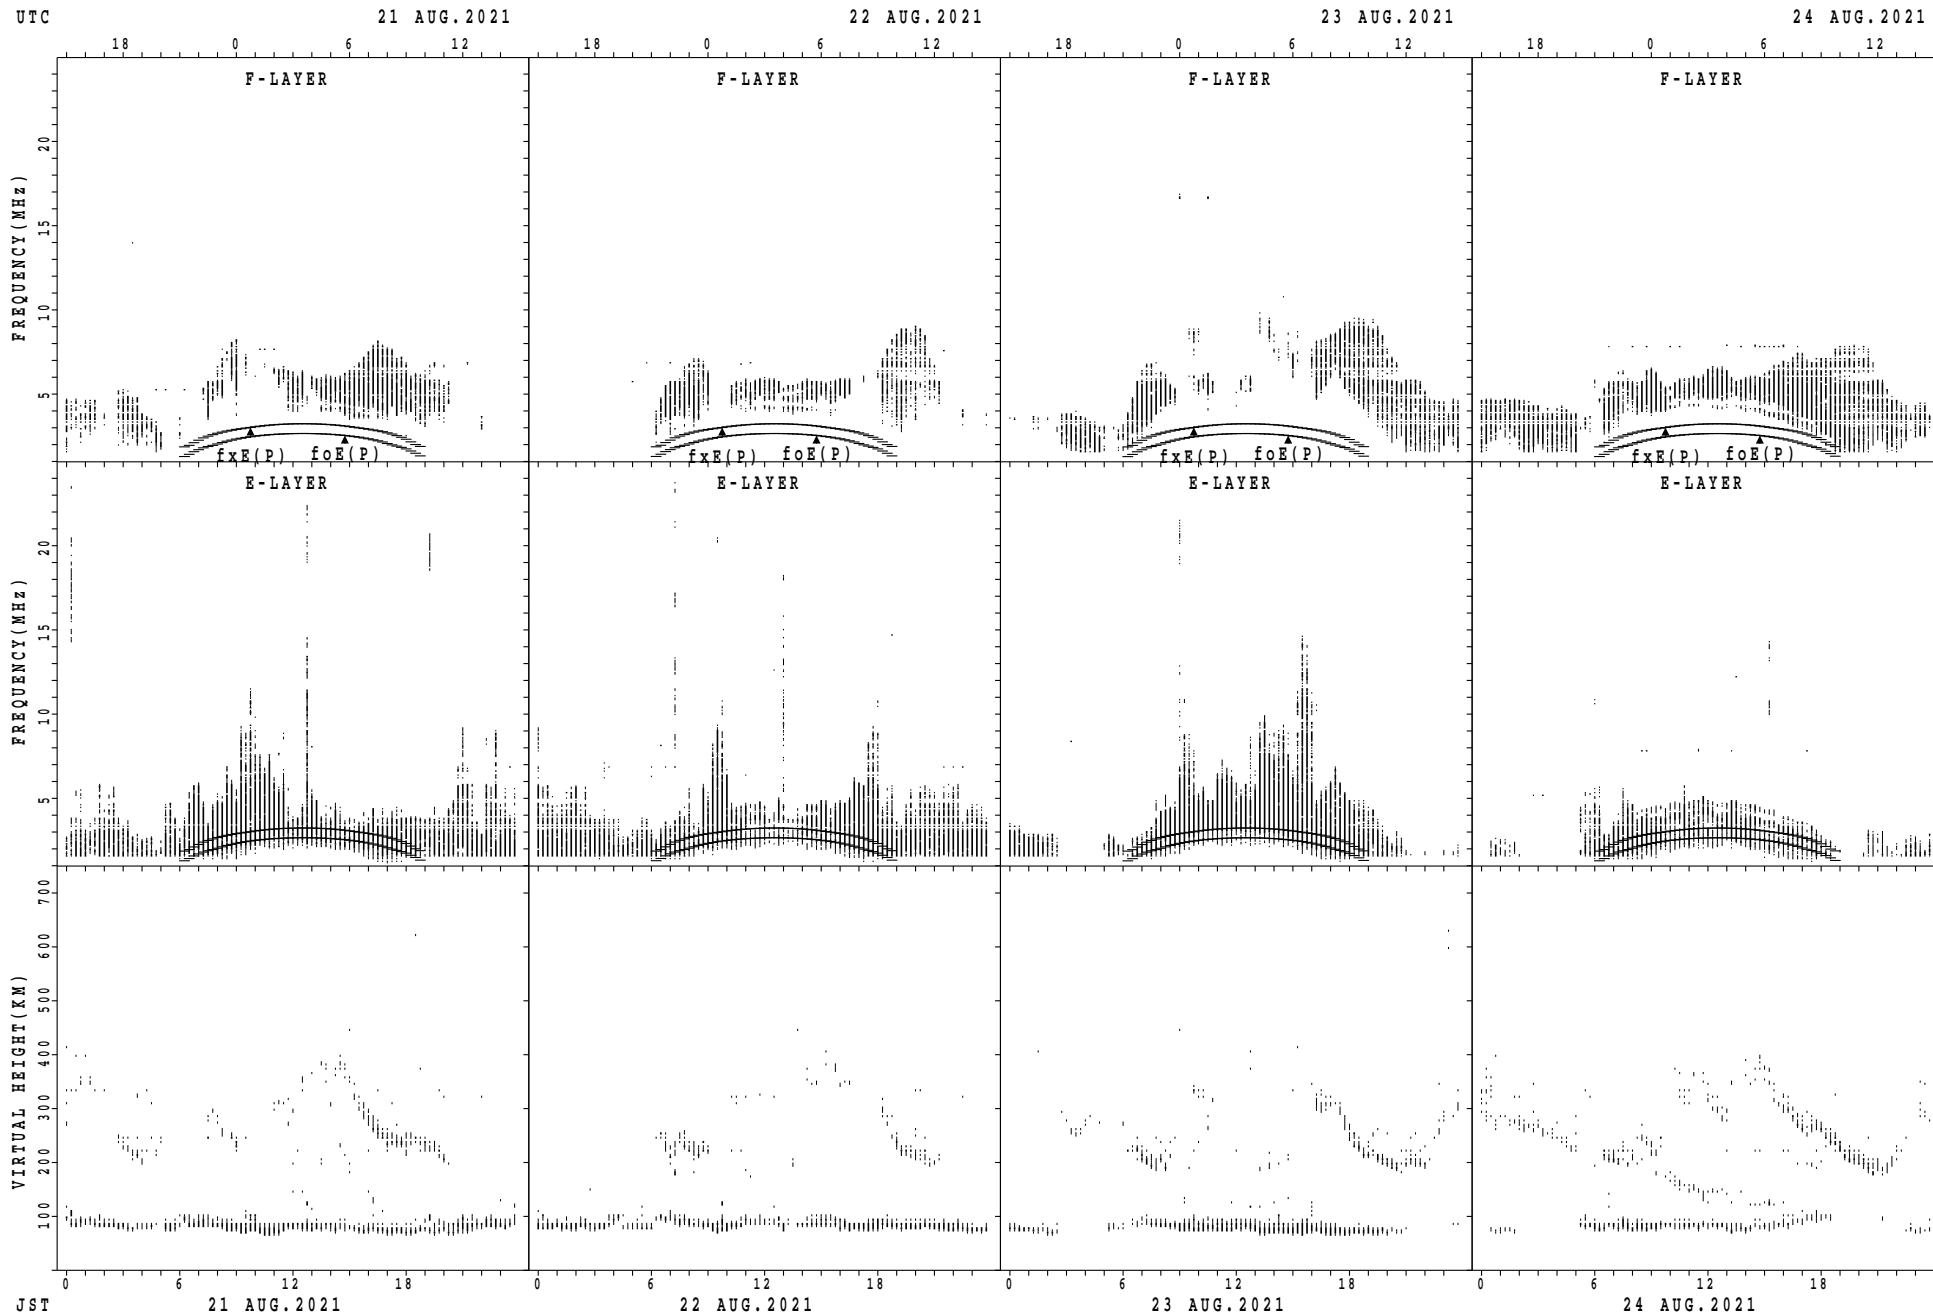 UTC 21 AUG.2021 22 AUG.2021 23 AUG.2021 24 AUG.2021
18 0 6 12 18 0 6 12 18 0 6 12 18 0 6 12
F-LAYER F-LAYER F-LAYER F-LAYER
FREQUENCY(MHz)
20
15
10
5
fxE(P) foE(P) fxE(P) foE(P) fxE(P) foE(P) fxE(P) foE(P)
E-LAYER E-LAYER E-LAYER E-LAYER
FREQUENCY(MHz)
20
15
10
5
VIRTUAL HEIGHT(KM)
700
600
500
400
300
200
100
0 6 12 18 0 6 12 18 0 6 12 18 0 6 12 18
JST 21 AUG.2021 22 AUG.2021 23 AUG.2021 24 AUG.2021